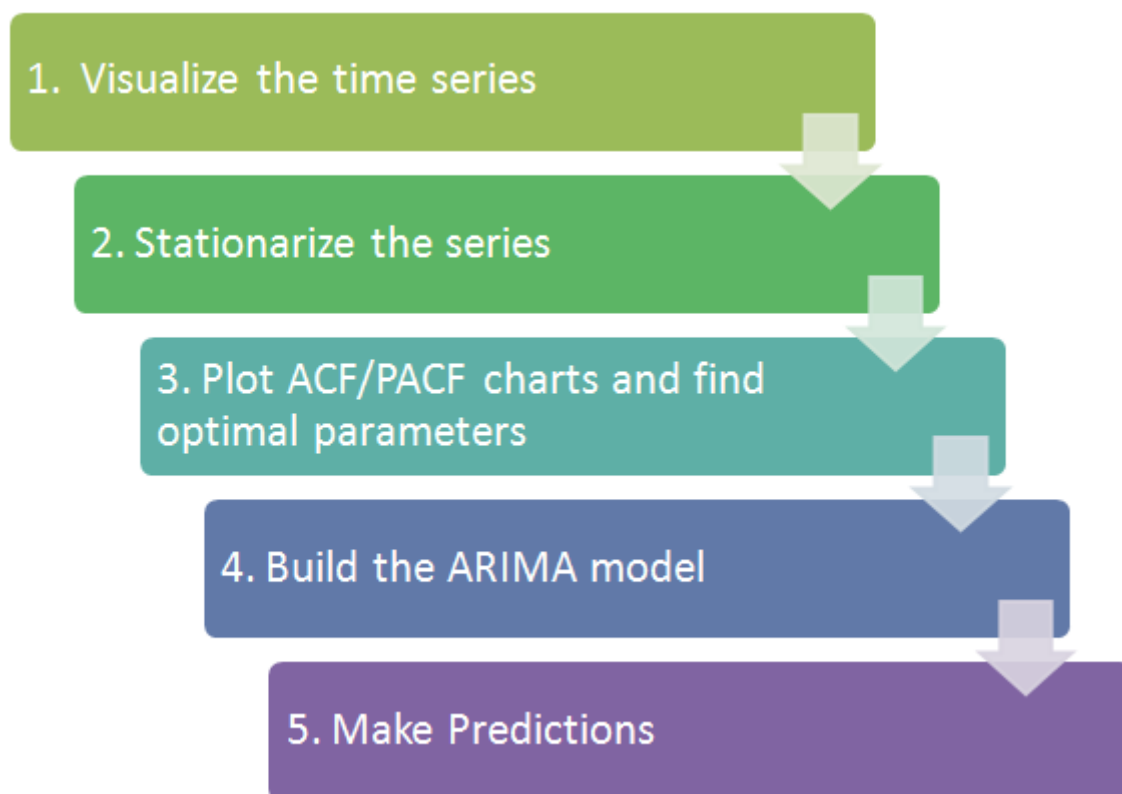 1. Visualize the time series
2. Stationarize the series
3. Plot ACF/PACF charts and find
optimal parameters
4. Build the ARIMA model
5. Make Predictions